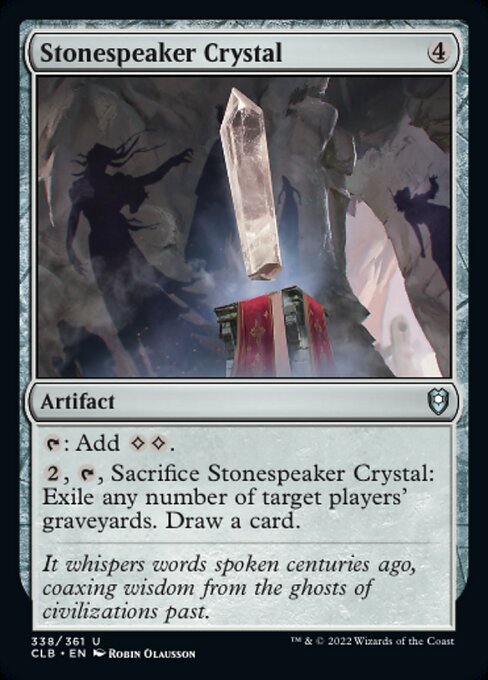 Stonespeaker Crystal 4
Artifact
: Add .
2, , Sacrifice Stonespeaker Crystal:
Exile any number of target players'
graveyards. Draw a card.
It whispers words spoken centuries ago,
coaxing wisdom from the ghosts of
civilizations past.
338/361 U
™ & © 2022 Wizards of the Coast
CLB • EN Robin Olausson